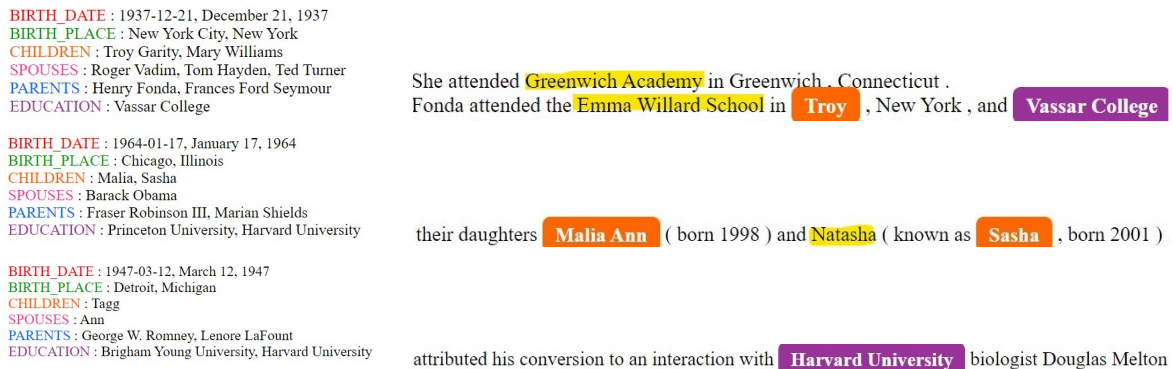 BIRTH_DATE : 1937-12-21, December 21, 1937
BIRTH_PLACE : New York City, New York
CHILDREN : Troy Garity, Mary Williams
SPOUSES : Roger Vadim, Tom Hayden, Ted Turner
PARENTS : Henry Fonda, Frances Ford Seymour
EDUCATION : Vassar College
She attended Greenwich Academy in Greenwich , Connecticut .
Fonda attended the Emma Willard School in Troy , New York , and Vassar College
BIRTH_DATE : 1964-01-17, January 17, 1964
BIRTH_PLACE : Chicago, Illinois
CHILDREN : Malia, Sasha
SPOUSES : Barack Obama
PARENTS : Fraser Robinson III, Marian Shields
EDUCATION : Princeton University, Harvard University
their daughters Malia Ann ( born 1998 ) and Natasha ( known as Sasha , born 2001 )
BIRTH_DATE : 1947-03-12, March 12, 1947
BIRTH_PLACE : Detroit, Michigan
CHILDREN : Tagg
SPOUSES : Ann
PARENTS : George W. Romney, Lenore LaFount
EDUCATION : Brigham Young University, Harvard University
attributed his conversion to an interaction with Harvard University biologist Douglas Melton